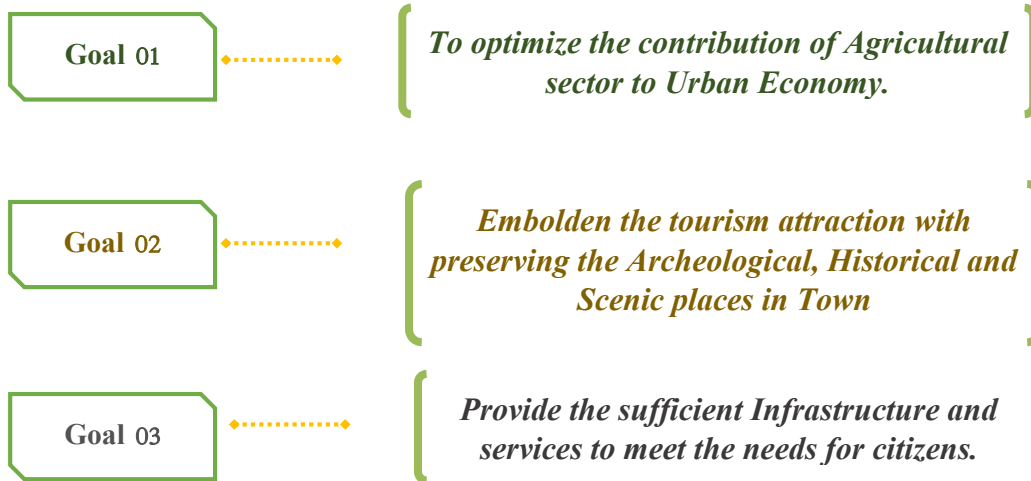 Goal 01
To optimize the contribution of Agricultural
sector to Urban Economy.
Goal 02
Embolden the tourism attraction with
preserving the Archeological, Historical and
Scenic places in Town
Goal 03
Provide the sufficient Infrastructure and
services to meet the needs for citizens.